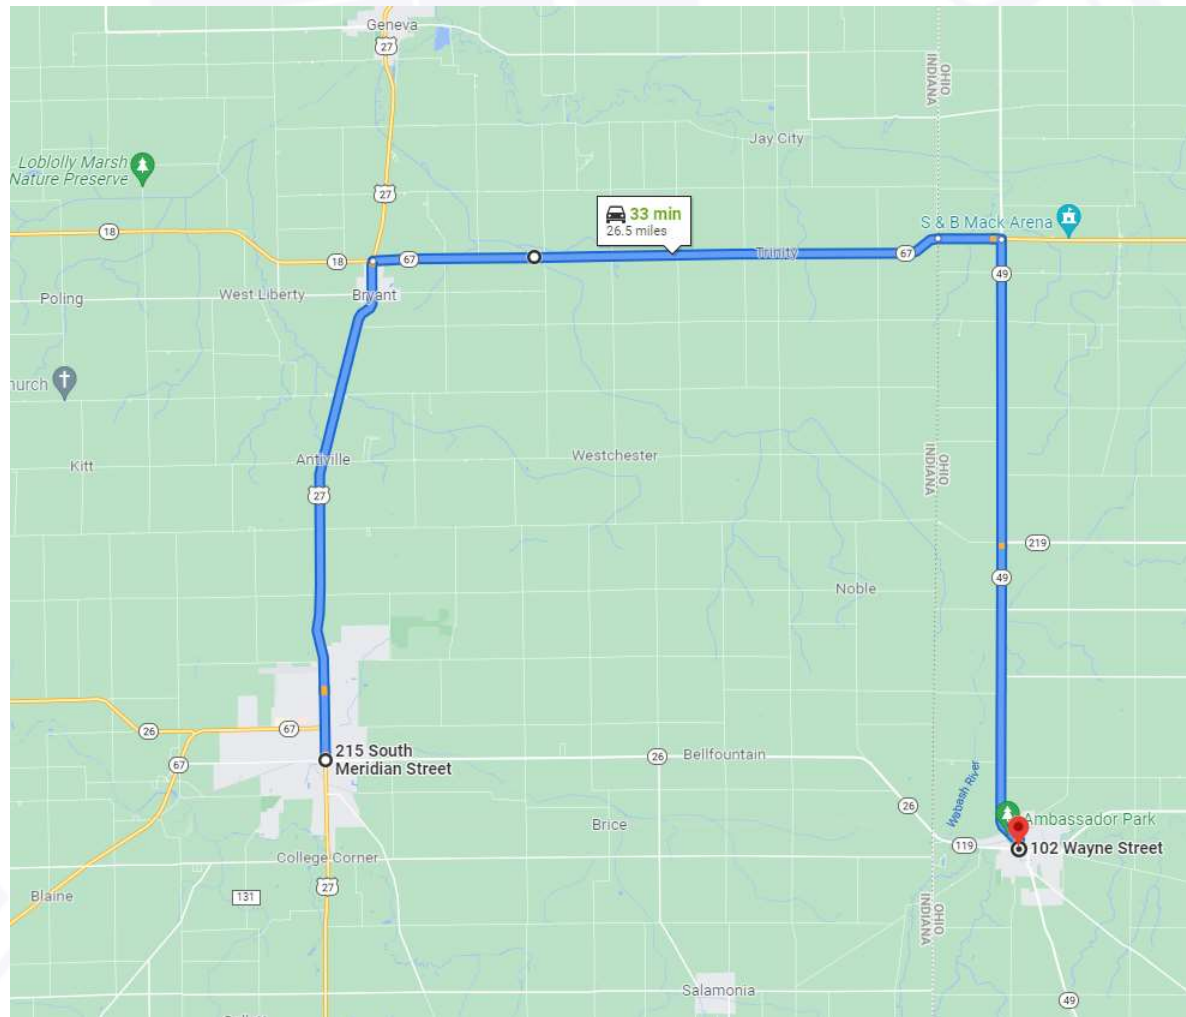 Geneva
27
OHIO
INDIANA
Jay City
Loblolly Marsh
Nature Preserve
27
33 min
26.5 miles
S & B Mack Arena
18
18
67
Trinity
67
49
Poling
West Liberty
Bryant
hurch
Kitt
Antiville
Westchester
OHIO
INDIANA
27
219
49
Noble
26
67
67
215 South
Meridian Street
26
Bellfountain
Wabash River
26
Brice
Ambassador Park
119
102 Wayne Street
College Corner
27
131
Blaine
OHIO
INDIANA
Salamonia
49